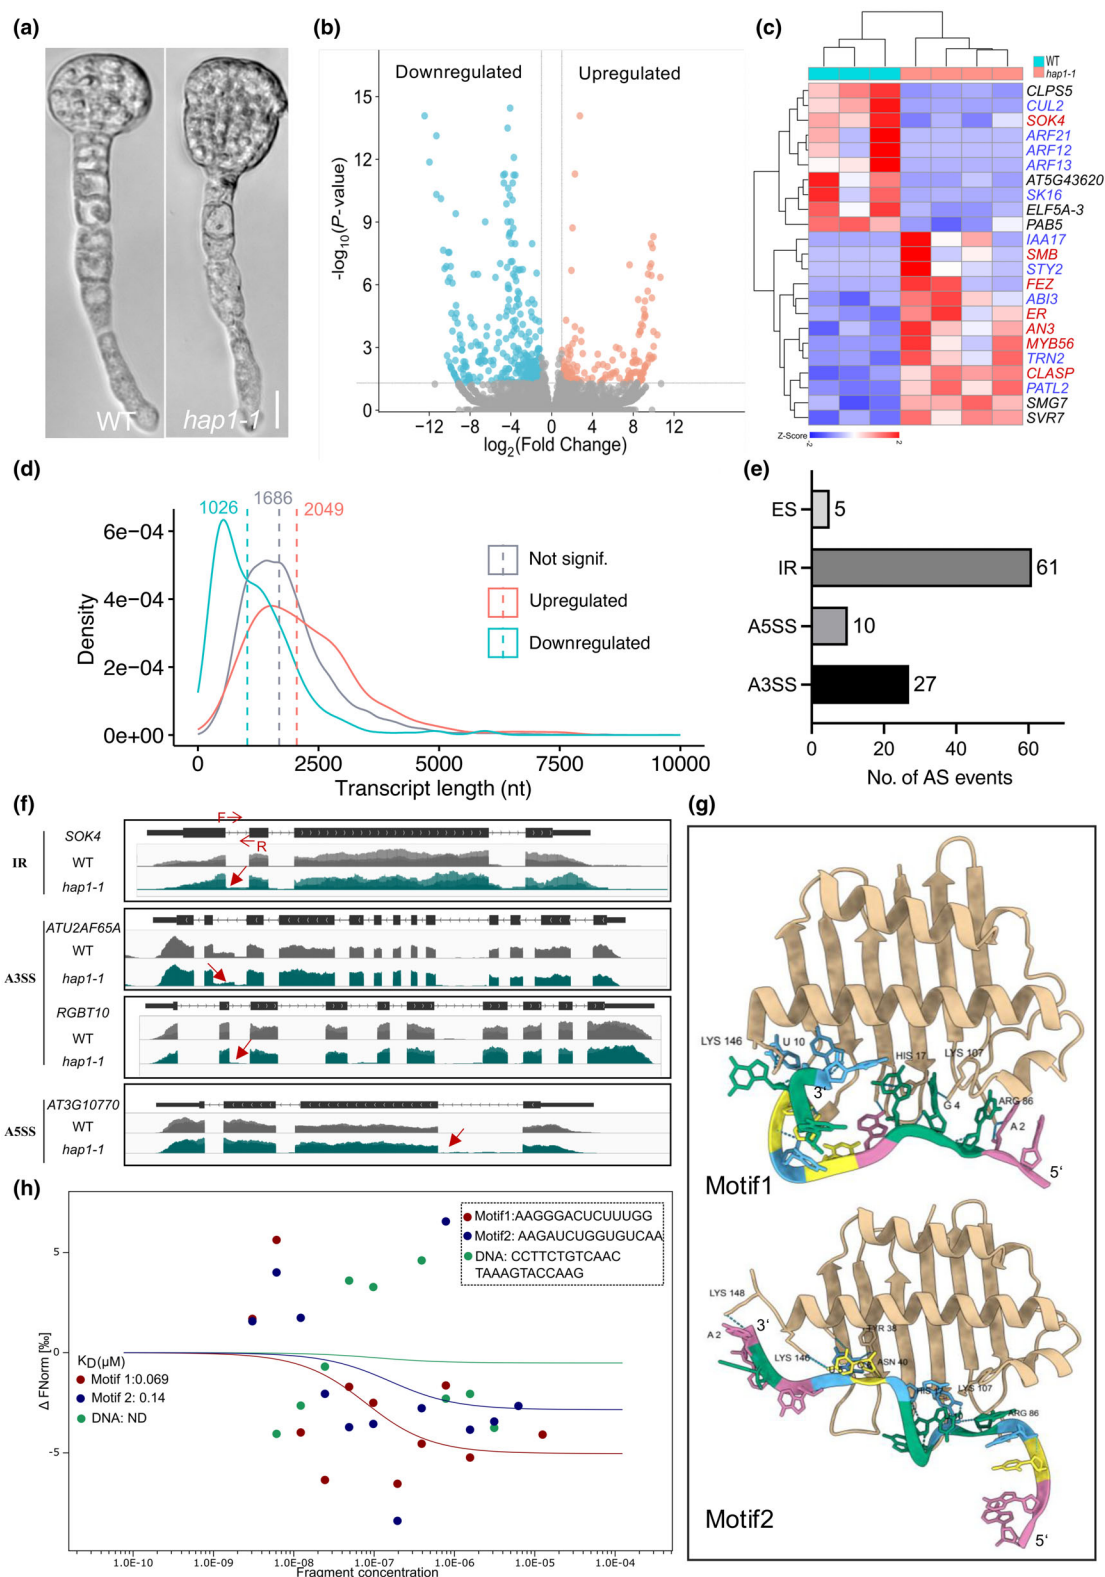 (a)
WT
hap1-1
(b)
Downregulated
Upregulated
15
12
9
6
3
0
-log10(P-value)
−12
−8
−4
0
4
8
12
log2(Fold Change)
(c)
WT
hap1-1
CLPS5
CUL2
SOK4
ARF21
ARF12
ARF13
AT5G43620
SK16
ELF5A-3
PAB5
IAA17
SMB
STY2
FEZ
ABI3
ER
AN3
MYB56
TRN2
CLASP
PATL2
SMG7
SVR7
Z-Score
-2
2
(d)
1026
1686
2049
6e−04
4e−04
2e−04
0e+00
Density
Not signif.
Upregulated
Downregulated
0
2500
5000
7500
10000
Transcript length (nt)
(e)
ES
5
IR
61
A5SS
10
A3SS
27
0
20
40
60
No. of AS events
(f)
F
R
IR
SOK4
WT
hap1-1
A3SS
ATU2AF65A
WT
hap1-1
RGBT10
WT
hap1-1
A5SS
AT3G10770
WT
hap1-1
(g)
LYS 146
U 10
HIS 17
LYS 107
G 4
ARG 86
A 2
3‘
5‘
Motif1
LYS 148
3‘
A 2
TYR 38
LYS 146
ASN 40
HIS 17
LYS 107
ARG 86
5‘
Motif2
(h)
Motif1:AAGGGACUCUUUGG
Motif2: AAGAUCUGGUGUCAA
DNA: CCTTCTGTCAAC
TAAAGTACCAAG
5
0
-5
Δ FNorm [‰]
KD(µM)
Motif 1:0.069
Motif 2: 0.14
DNA: ND
1.0E-10
1.0E-09
1.0E-08
1.0E-07
1.0E-06
1.0E-05
1.0E-04
Fragment concentration